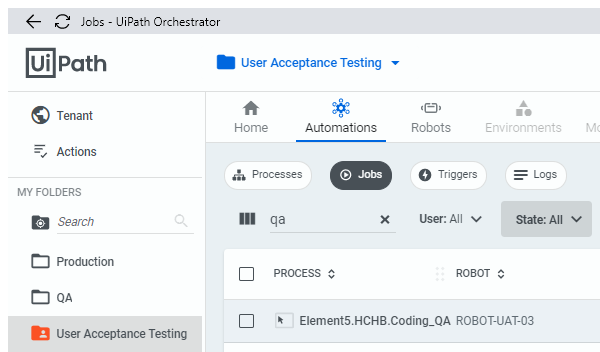 Jobs - UiPath Orchestrator
UiPath
User Acceptance Testing
Tenant
Actions
MY FOLDERS
Search
Production
QA
User Acceptance Testing
Home
Automations
Robots
Environments
Mo
Processes
Jobs
Triggers
Logs
qa
User: All
State: All
PROCESS
ROBOT
Element5.HCHB.Coding_QA
ROBOT-UAT-03